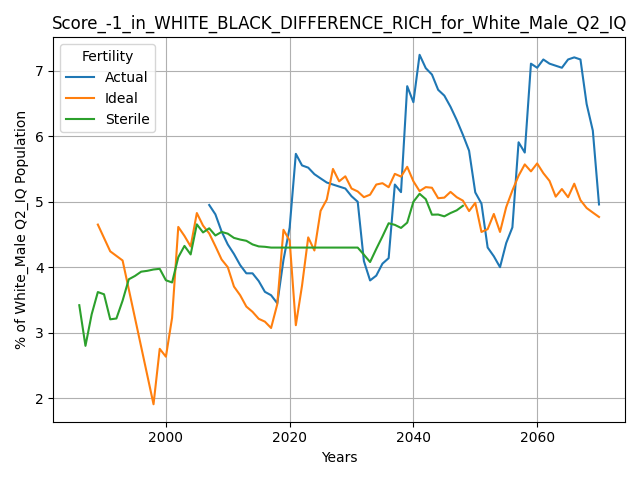 Score_-1_in_WHITE_BLACK_DIFFERENCE_RICH_for_White_Male_Q2_IQ
Fertility
Actual
Ideal
Sterile
7
6
5
4
3
2
% of White_Male Q2_IQ Population
2000
2020
2040
2060
Years